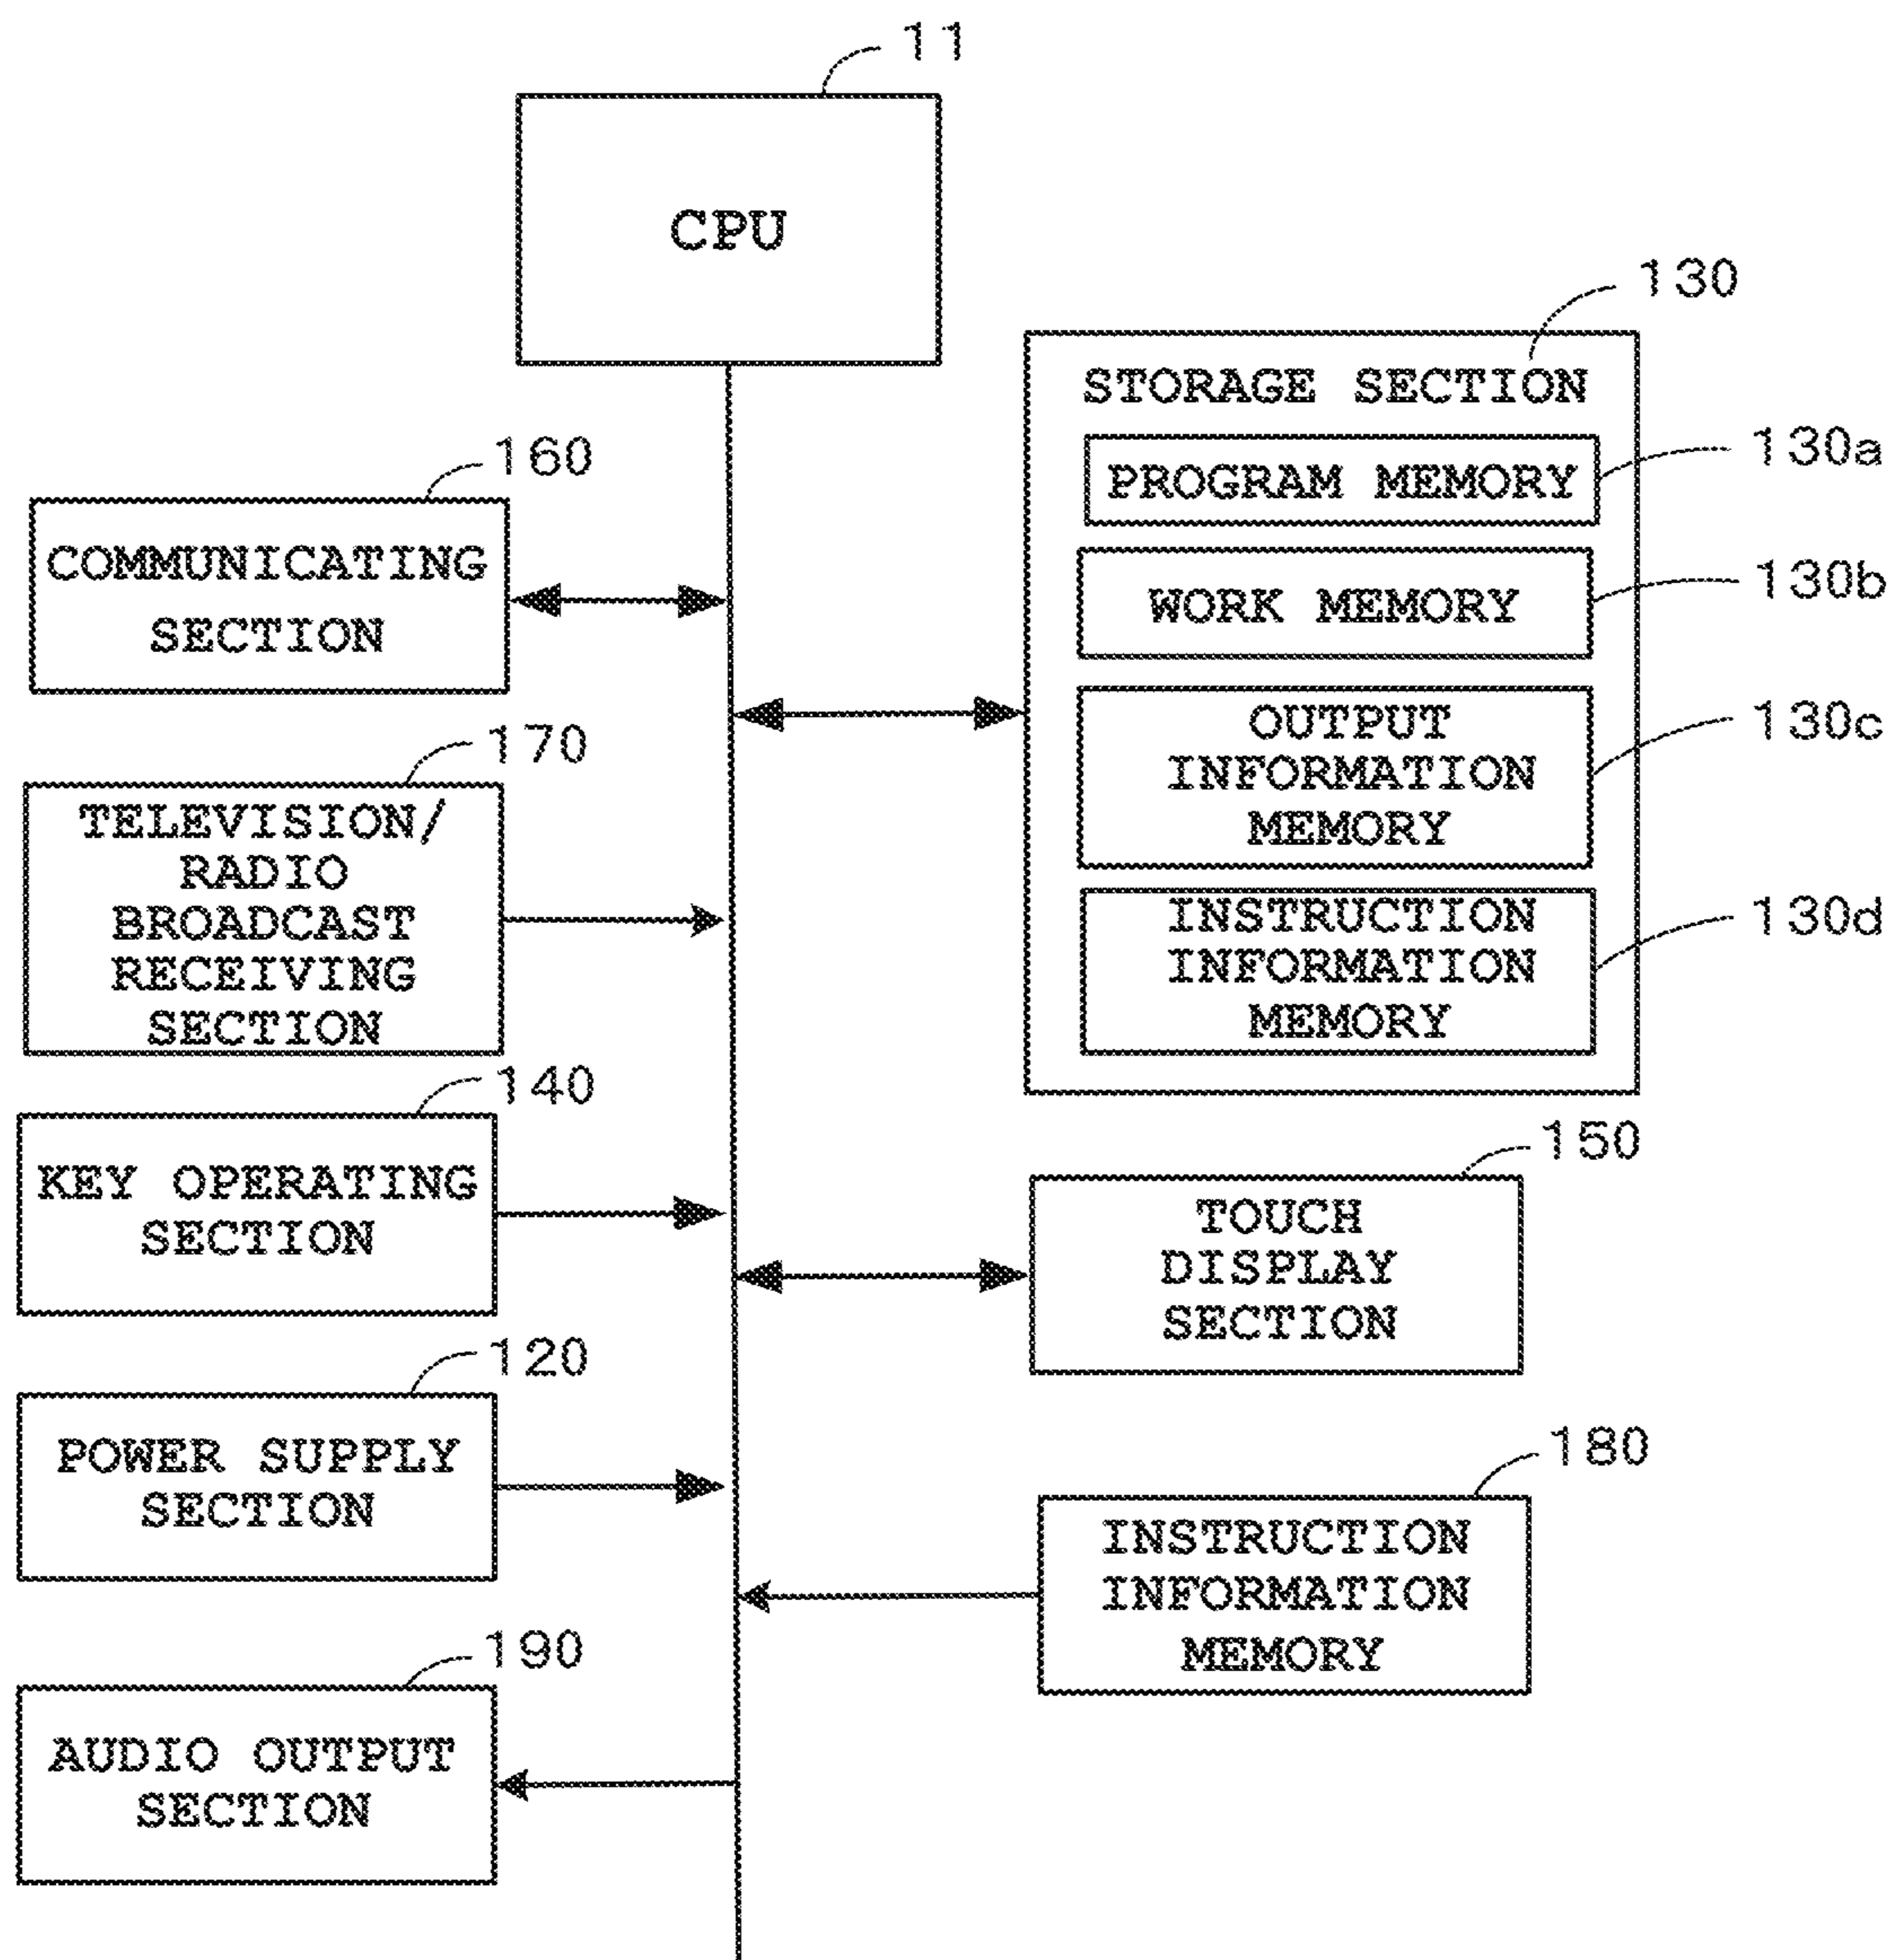 11
CPU
130
STORAGE SECTION
130a
PROGRAM MEMORY
130b
WORK MEMORY
130c
OUTPUT
INFORMATION
MEMORY
130d
INSTRUCTION
INFORMATION
MEMORY
160
COMMUNICATING
SECTION
170
TELEVISION/
RADIO
BROADCAST
RECEIVING
SECTION
140
KEY OPERATING
SECTION
150
TOUCH
DISPLAY
SECTION
120
POWER SUPPLY
SECTION
180
INSTRUCTION
INFORMATION
MEMORY
190
AUDIO OUTPUT
SECTION